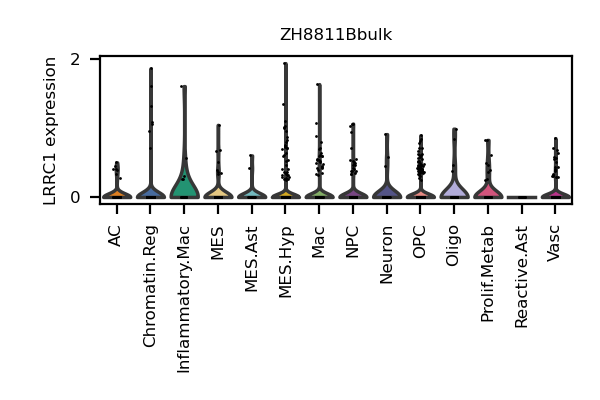 ZH8811Bbulk
LRRC1 expression
2
0
AC
Chromatin.Reg
Inflammatory.Mac
MES
MES.Ast
MES.Hyp
Mac
NPC
Neuron
OPC
Oligo
Prolif.Metab
Reactive.Ast
Vasc